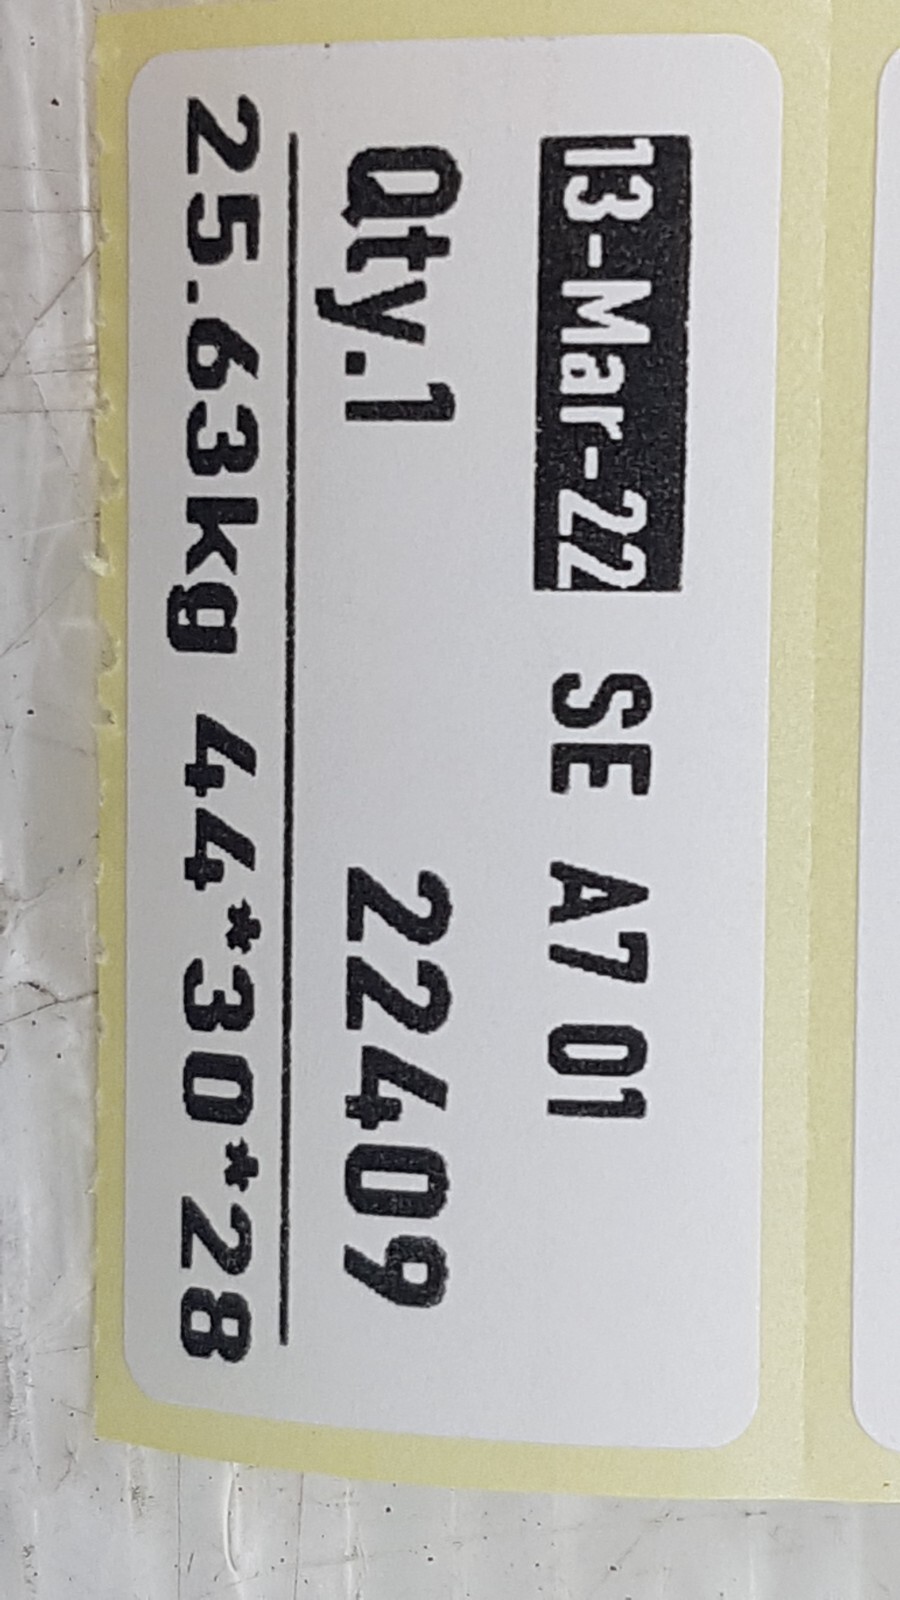 13-Mar-22 SE A7 01
Qty.1 22409
25.63kg 44*30*28